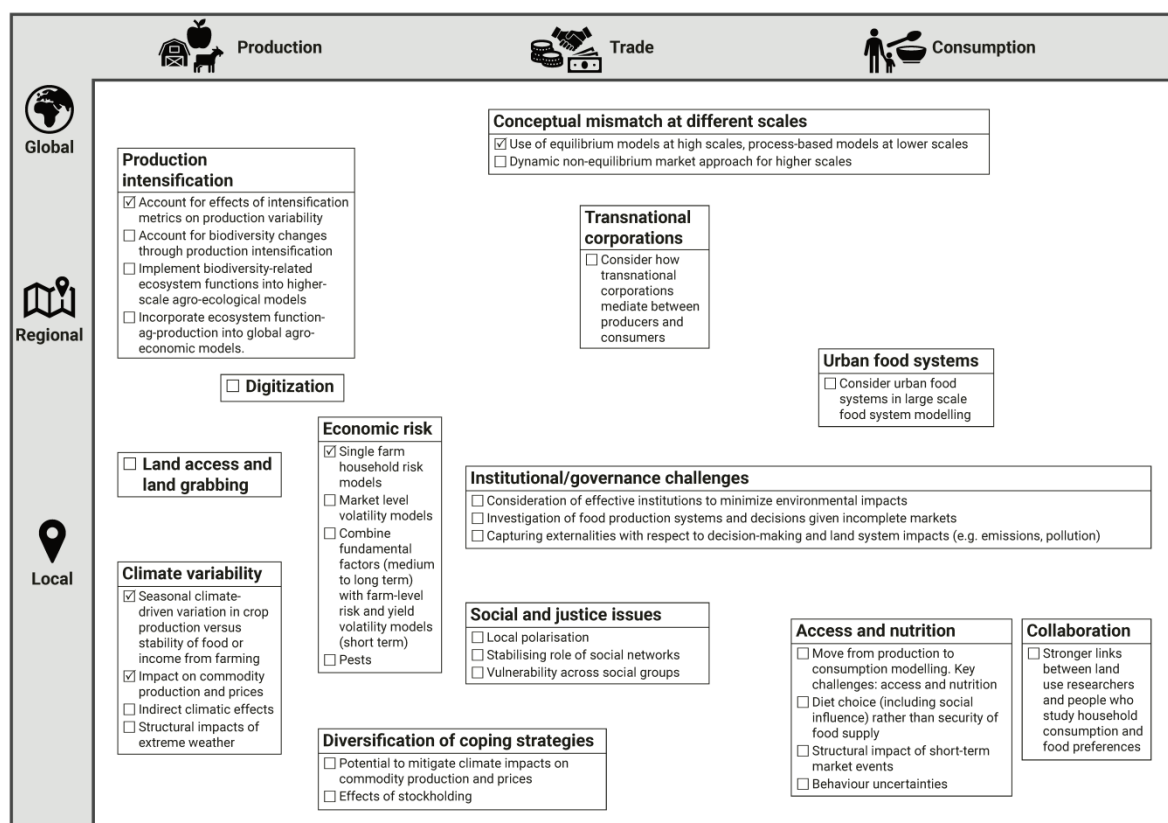 Production
Trade
Consumption
Global
Regional
Local
Conceptual mismatch at different scales
☑ Use of equilibrium models at high scales, process-based models at lower scales
☐ Dynamic non-equilibrium market approach for higher scales
Production
intensification
☑ Account for effects of intensification
metrics on production variability
☐ Account for biodiversity changes
through production intensification
☐ Implement biodiversity-related
ecosystem functions into higher-
scale agro-ecological models
☐ Incorporate ecosystem function-
ag-production into global agro-
economic models.
Transnational
corporations
☐ Consider how
transnational
corporations
mediate between
producers and
consumers
Urban food systems
☐ Consider urban food
systems in large scale
food system modelling
☐ Digitization
☐ Land access and
land grabbing
Economic risk
☑ Single farm
household risk
models
☐ Market level
volatility models
☐ Combine
fundamental
factors (medium
to long term)
with farm-level
risk and yield
volatility models
(short term)
☐ Pests
Institutional/governance challenges
☐ Consideration of effective institutions to minimize environmental impacts
☐ Investigation of food production systems and decisions given incomplete markets
☐ Capturing externalities with respect to decision-making and land system impacts (e.g. emissions, pollution)
Climate variability
☑ Seasonal climate-
driven variation in crop
production versus
stability of food or
income from farming
☑ Impact on commodity
production and prices
☐ Indirect climatic effects
☐ Structural impacts of
extreme weather
Social and justice issues
☐ Local polarisation
☐ Stabilising role of social networks
☐ Vulnerability across social groups
Diversification of coping strategies
☐ Potential to mitigate climate impacts on
commodity production and prices
☐ Effects of stockholding
Access and nutrition
☐ Move from production to
consumption modelling. Key
challenges: access and nutrition
☐ Diet choice (including social
influence) rather than security of
food supply
☐ Structural impact of short-term
market events
☐ Behaviour uncertainties
Collaboration
☐ Stronger links
between land
use researchers
and people who
study household
consumption and
food preferences